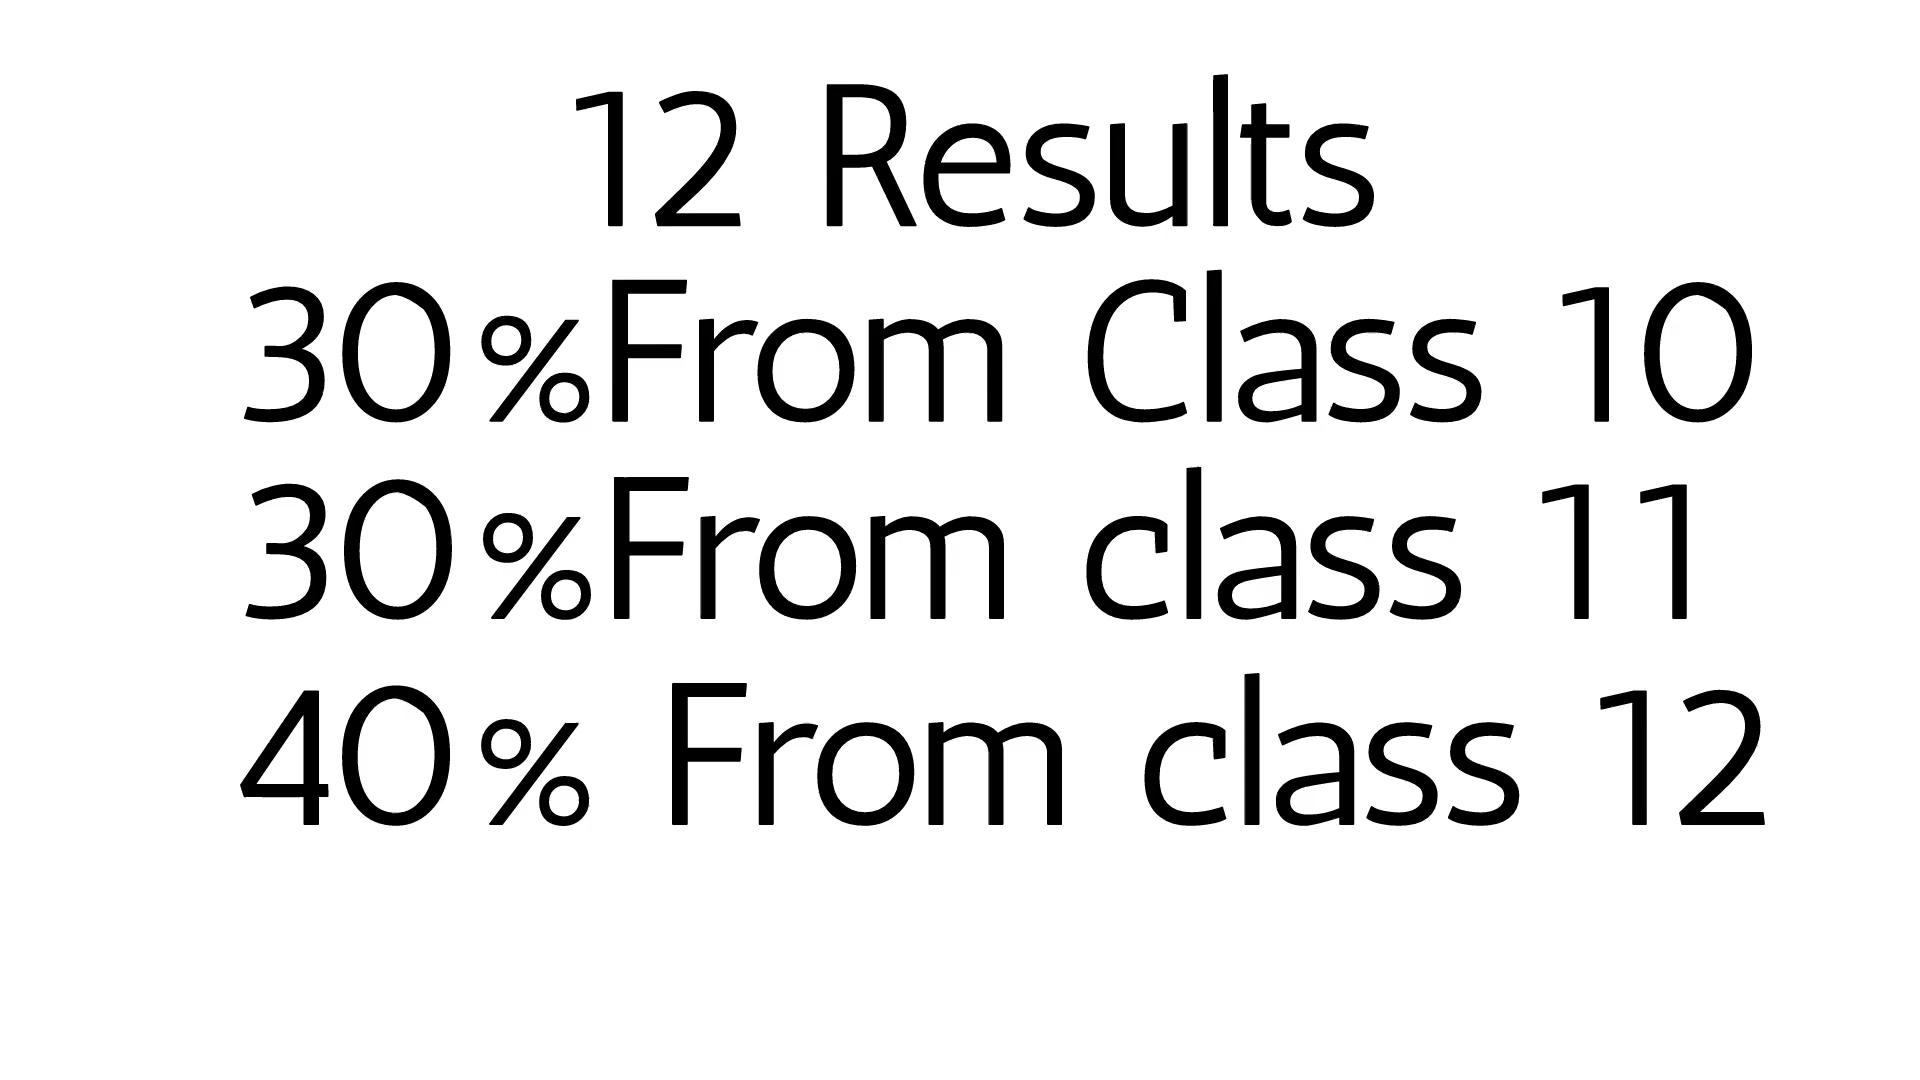 12 Results
30%From Class 10
30%From class 11
40% From class 12